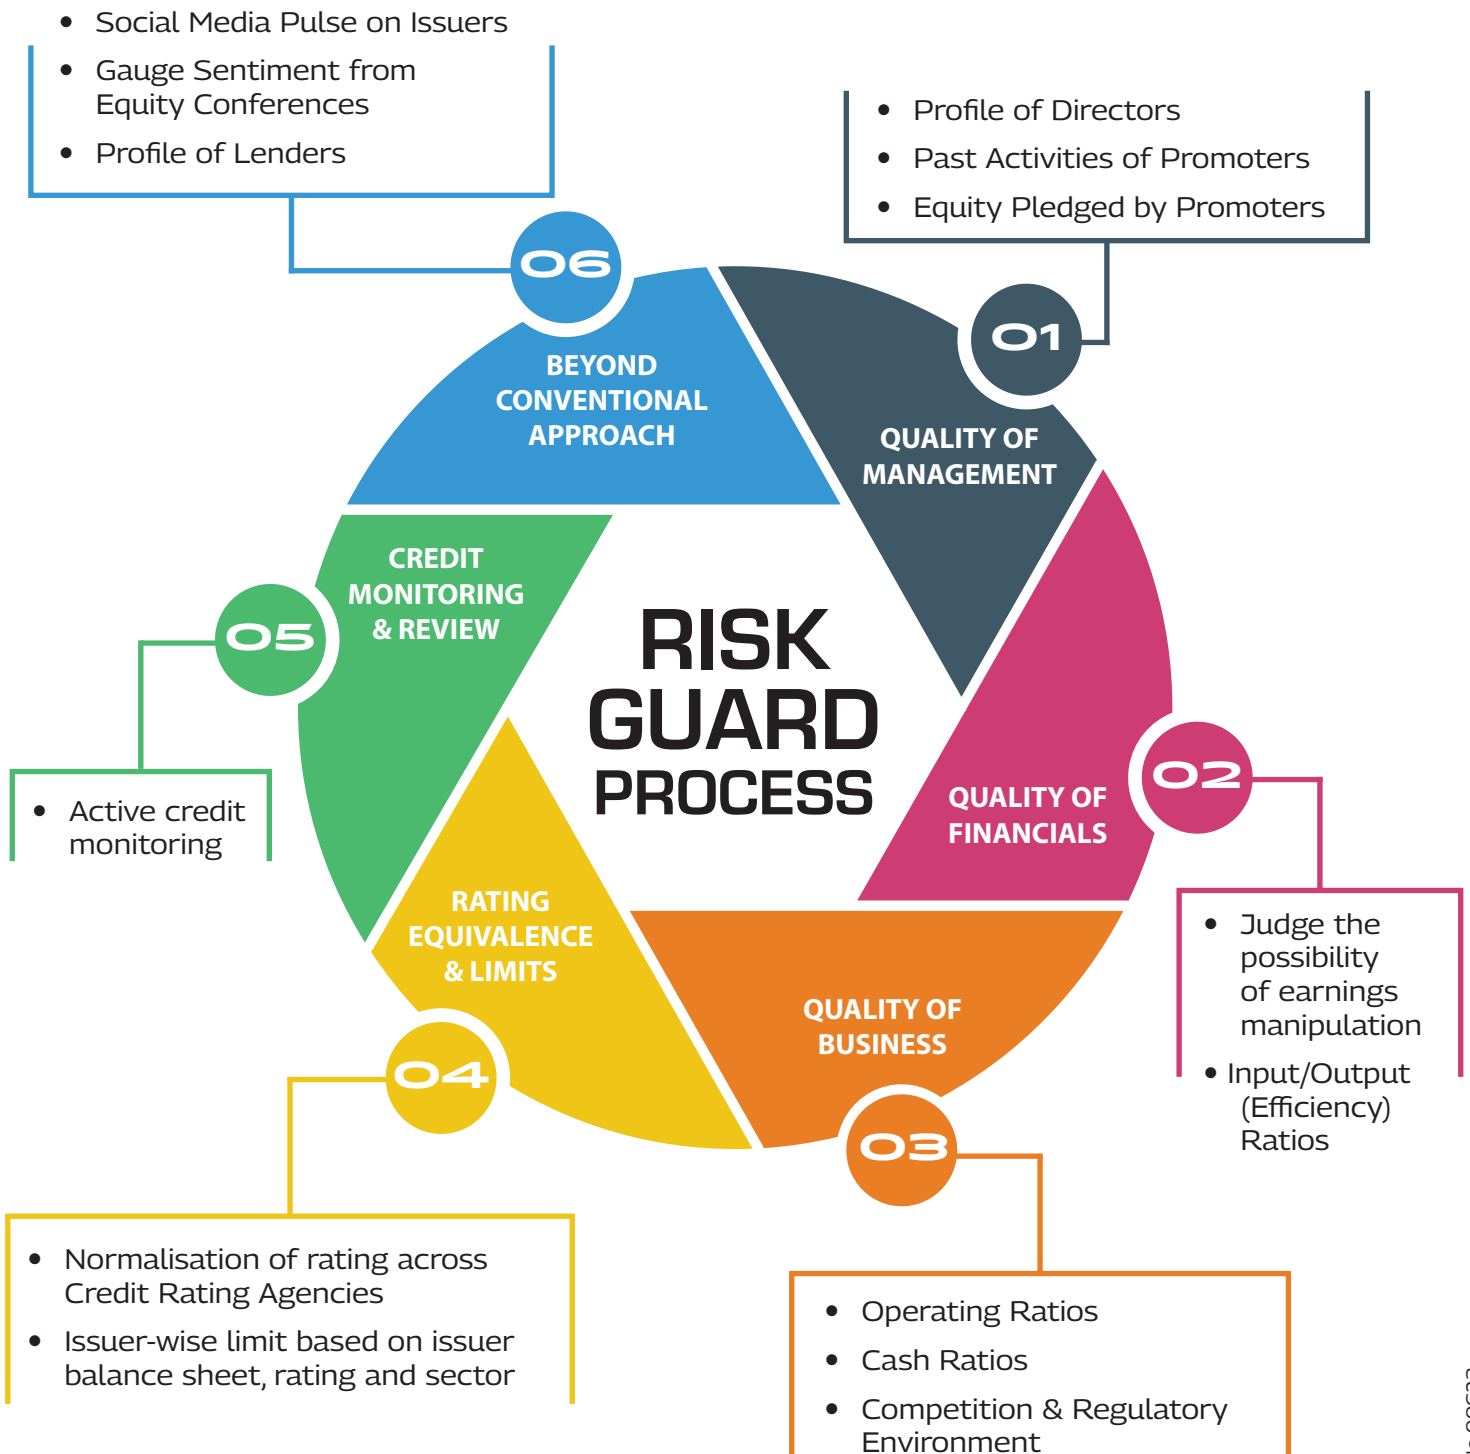 • Social Media Pulse on Issuers
• Gauge Sentiment from
Equity Conferences
• Profile of Lenders
• Profile of Directors
• Past Activities of Promoters
• Equity Pledged by Promoters
06
01
BEYOND
CONVENTIONAL
APPROACH
QUALITY OF
MANAGEMENT
CREDIT
MONITORING
& REVIEW
05
RISK
GUARD
PROCESS
02
QUALITY OF
FINANCIALS
• Active credit
monitoring
RATING
EQUIVALENCE
& LIMITS
• Judge the
possibility
of earnings
manipulation
• Input/Output
(Efficiency)
Ratios
QUALITY OF
BUSINESS
04
03
• Normalisation of rating across
Credit Rating Agencies
• Issuer-wise limit based on issuer
balance sheet, rating and sector
• Operating Ratios
• Cash Ratios
• Competition & Regulatory
Environment